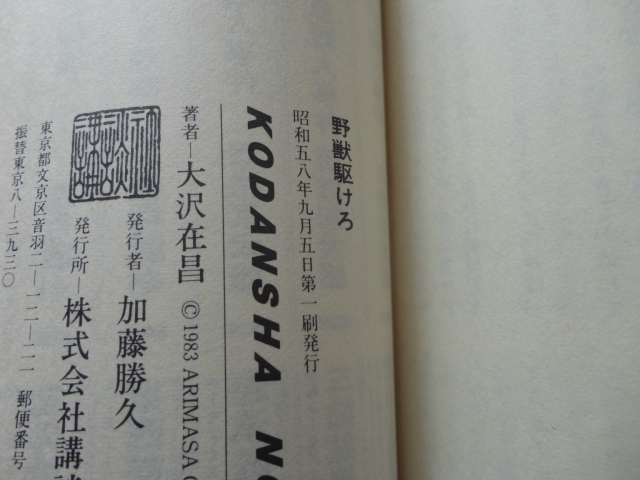 野獣駆けろ
昭和五八年九月五日第一刷発行
KODANSHA NO
著者―大沢在昌 © 1983 ARIMASA
発行者―加藤勝久
発行所―株式会社講
東京都文京区音羽二―一二―二一 郵便番号
振替東京八―三九三〇